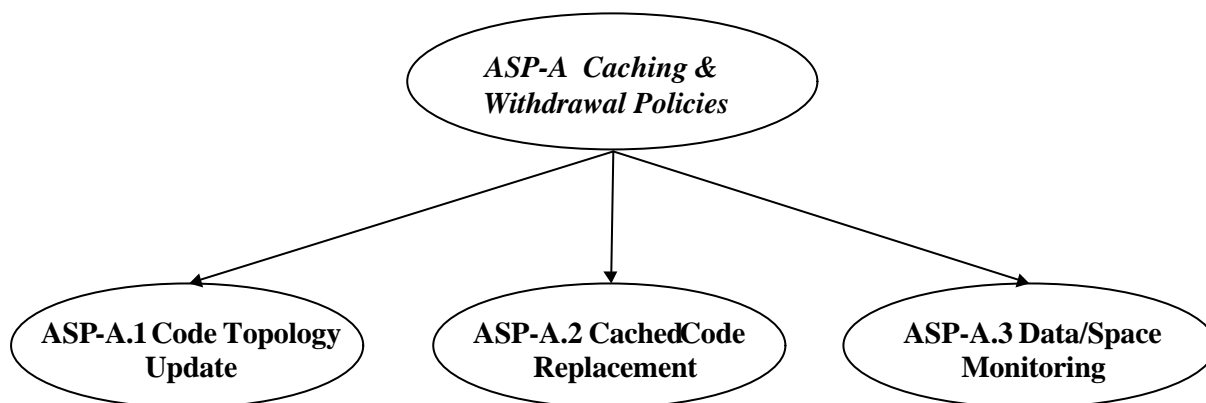 ASP-A Caching &
Withdrawal Policies
ASP-A.1 Code Topology
Update
ASP-A.2 CachedCode
Replacement
ASP-A.3 Data/Space
Monitoring